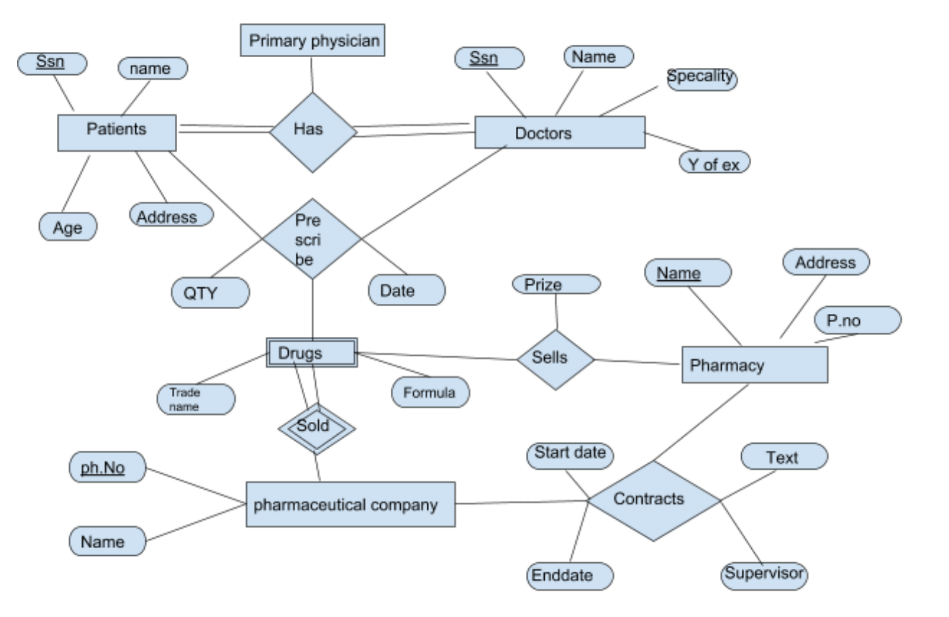 Primary physician
Ssn
name
Ssn
Name
Specality
Patients
Has
Doctors
Y of ex
Age
Address
Pre
scri
be
QTY
Date
Name
Address
Prize
P.no
Drugs
Sells
Pharmacy
Trade
name
Formula
Sold
ph.No
Start date
Text
pharmaceutical company
Contracts
Name
Enddate
Supervisor